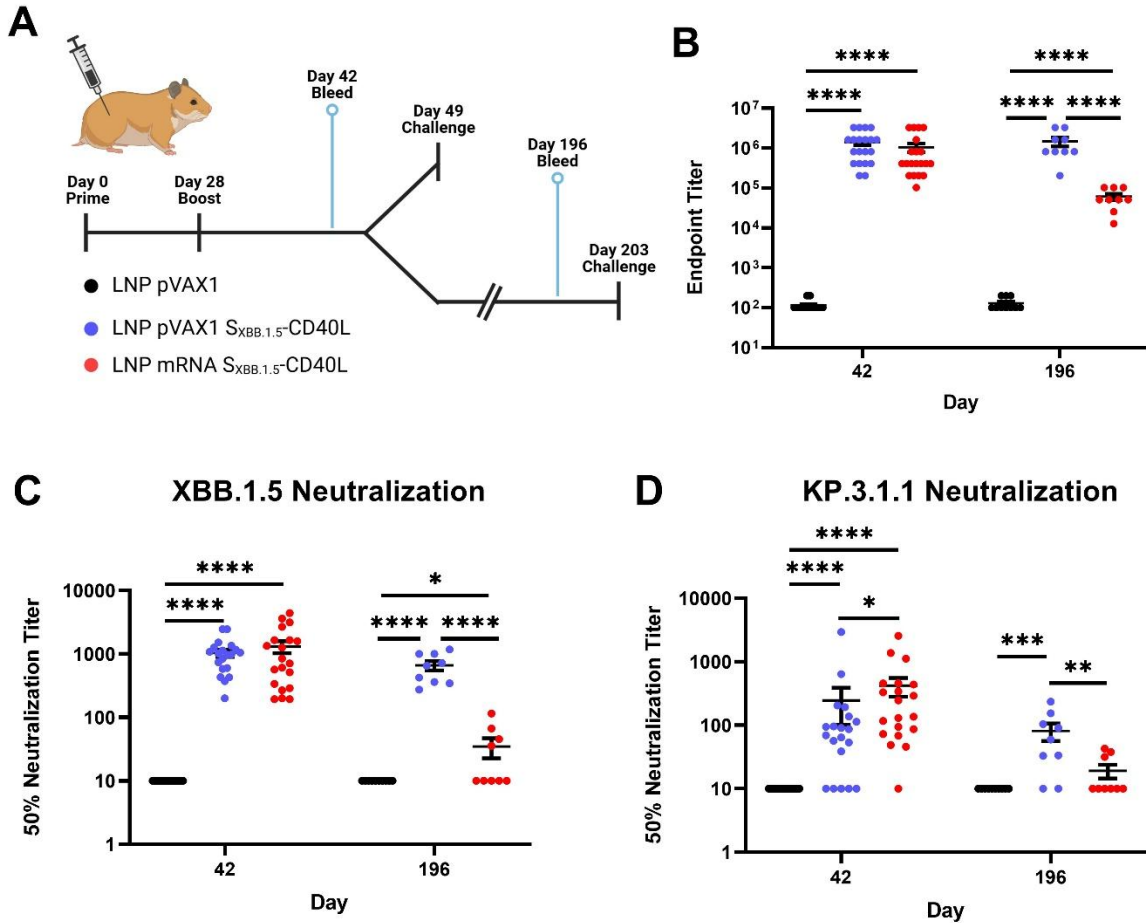 A
Day 42
Bleed
Day 49
Challenge
Day 196
Bleed
Day 0
Prime
Day 28
Boost
Day 203
Challenge
LNP pVAX1
LNP pVAX1 S_XBB.1.5-CD40L
LNP mRNA S_XBB.1.5-CD40L
B
****
****
****
**** ****
Endpoint Titer
10^7
10^6
10^5
10^4
10^3
10^2
10^1
42
196
Day
C
XBB.1.5 Neutralization
****
****
*
**** ****
50% Neutralization Titer
10000
1000
100
10
1
42
196
Day
D
KP.3.1.1 Neutralization
****
****
*
***
**
50% Neutralization Titer
10000
1000
100
10
1
42
196
Day